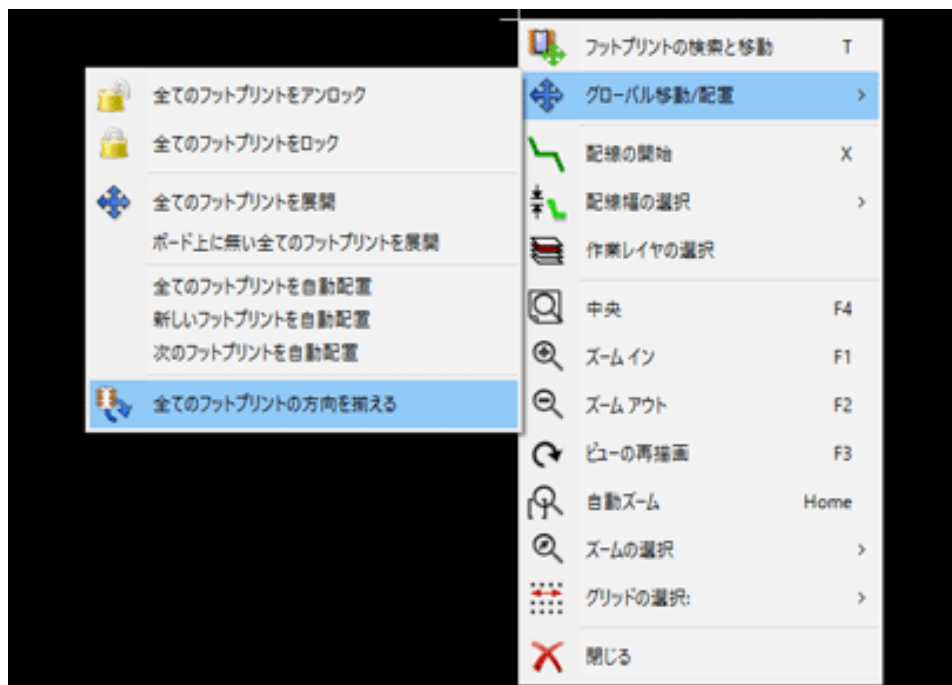 フットプリントの検索と移動 T
グローバル移動/配置 >
配線の開始 X
配線幅の選択 >
作業レイヤの選択
中央 F4
ズーム イン F1
ズーム アウト F2
ビューの再描画 F3
自動ズーム Home
ズームの選択 >
グリッドの選択: >
閉じる
全てのフットプリントをアンロック
全てのフットプリントをロック
全てのフットプリントを展開
ボード上に無い全てのフットプリントを展開
全てのフットプリントを自動配置
新しいフットプリントを自動配置
次のフットプリントを自動配置
全てのフットプリントの方向を揃える